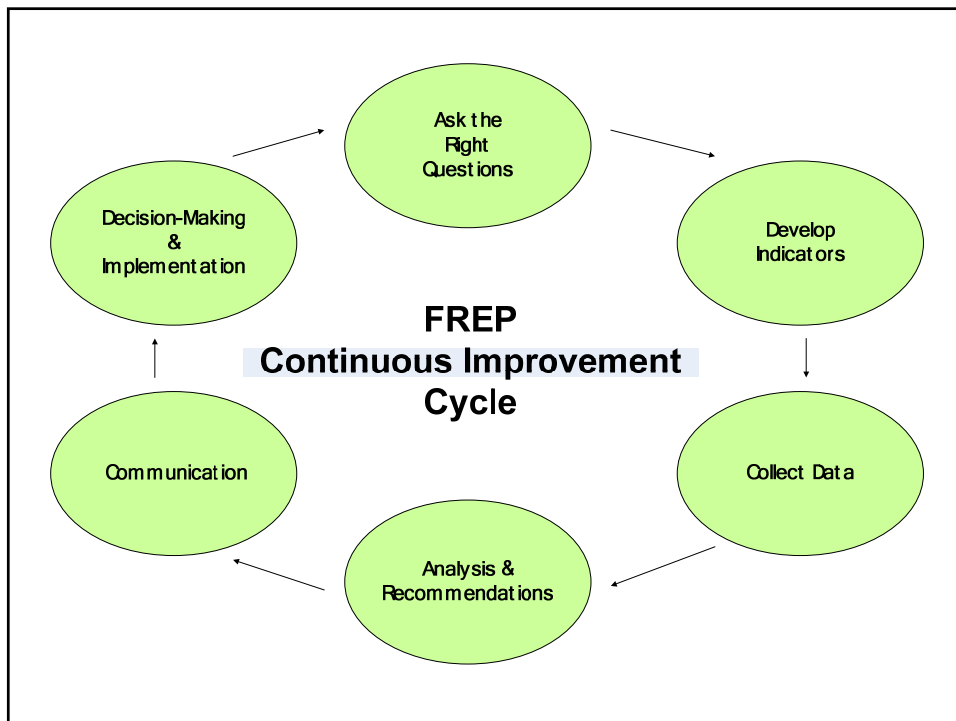 Ask the
Right
Questions
Develop
Indicators
Collect Data
Analysis &
Recommendations
Communication
Decision-Making
&
Implementation
FREP
Continuous Improvement
Cycle